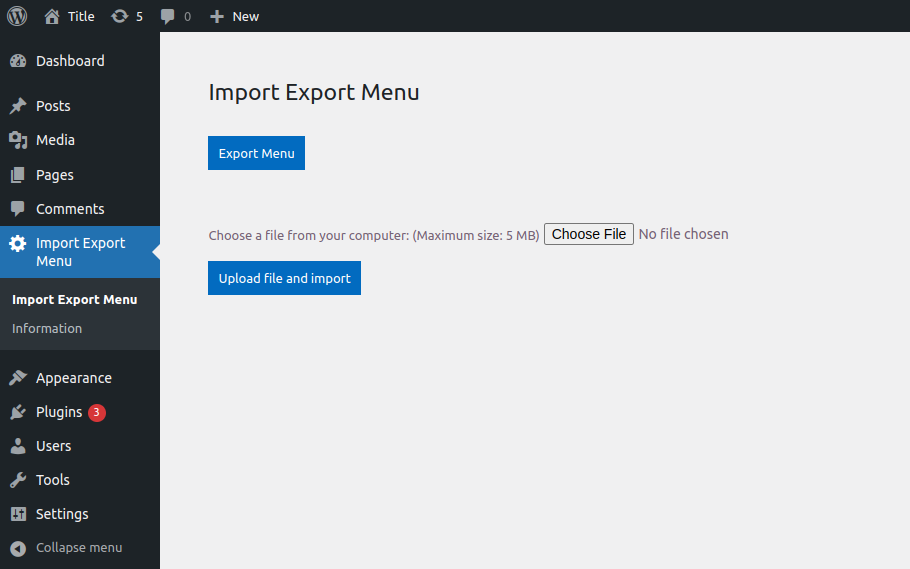 Title 5 0 New
Dashboard
Posts
Media
Pages
Comments
Import Export
Menu
Import Export Menu
Information
Appearance
Plugins 3
Users
Tools
Settings
Collapse menu
Import Export Menu
Export Menu
Choose a file from your computer: (Maximum size: 5 MB) Choose File No file chosen
Upload file and import